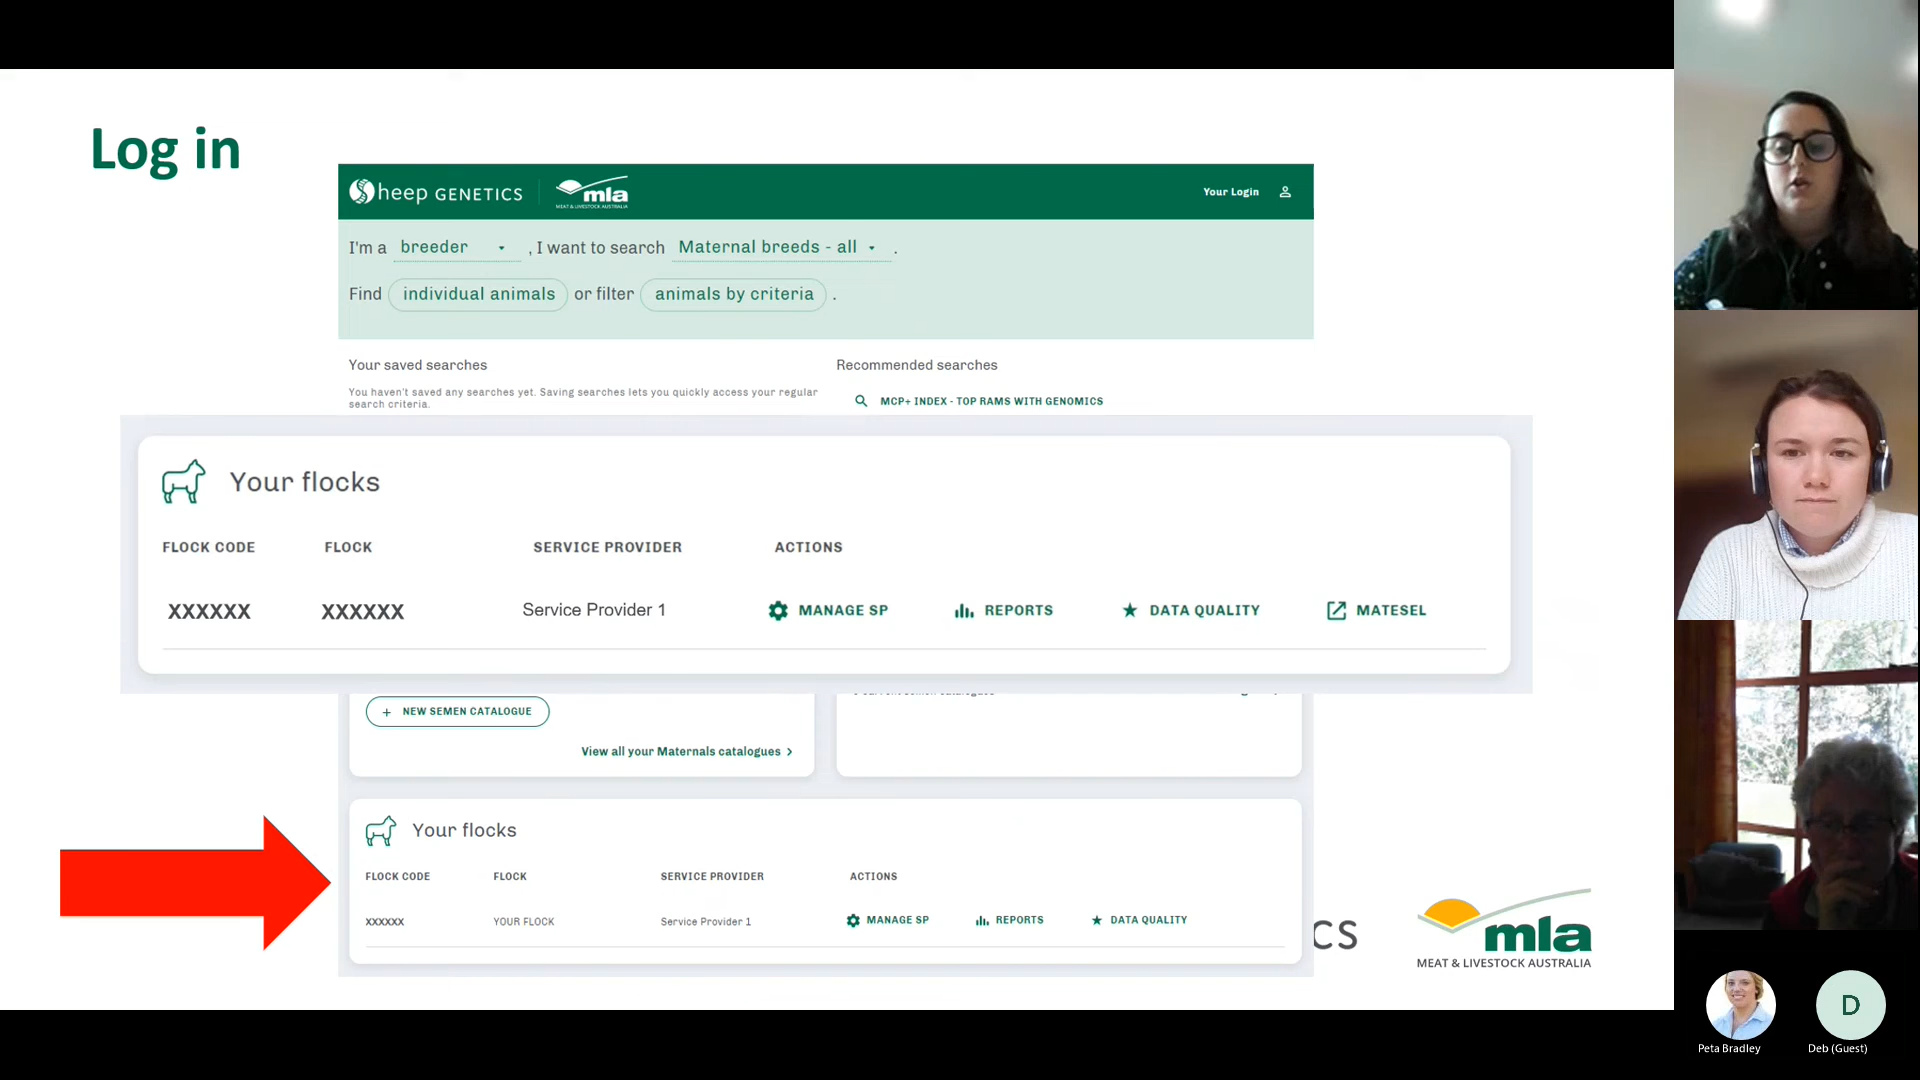 Log in
Sheep GENETICS
mla
MEAT & LIVESTOCK AUSTRALIA
Your Login
I'm a breeder , I want to search Maternal breeds - all .
Find individual animals or filter animals by criteria .
Your saved searches
You haven't saved any searches yet. Saving searches lets you quickly access your regular
search criteria.
Recommended searches
MCP+ INDEX - TOP RAMS WITH GENOMICS
Your flocks
FLOCK CODE FLOCK SERVICE PROVIDER ACTIONS
XXXXXX XXXXXX Service Provider 1 MANAGE SP REPORTS DATA QUALITY MATESEL
+ NEW SEMEN CATALOGUE
View all your Maternals catalogues >
Your flocks
FLOCK CODE FLOCK SERVICE PROVIDER ACTIONS
XXXXXX YOUR FLOCK Service Provider 1 MANAGE SP REPORTS DATA QUALITY
CS
mla
MEAT & LIVESTOCK AUSTRALIA
D
Peta Bradley
Deb (Guest)